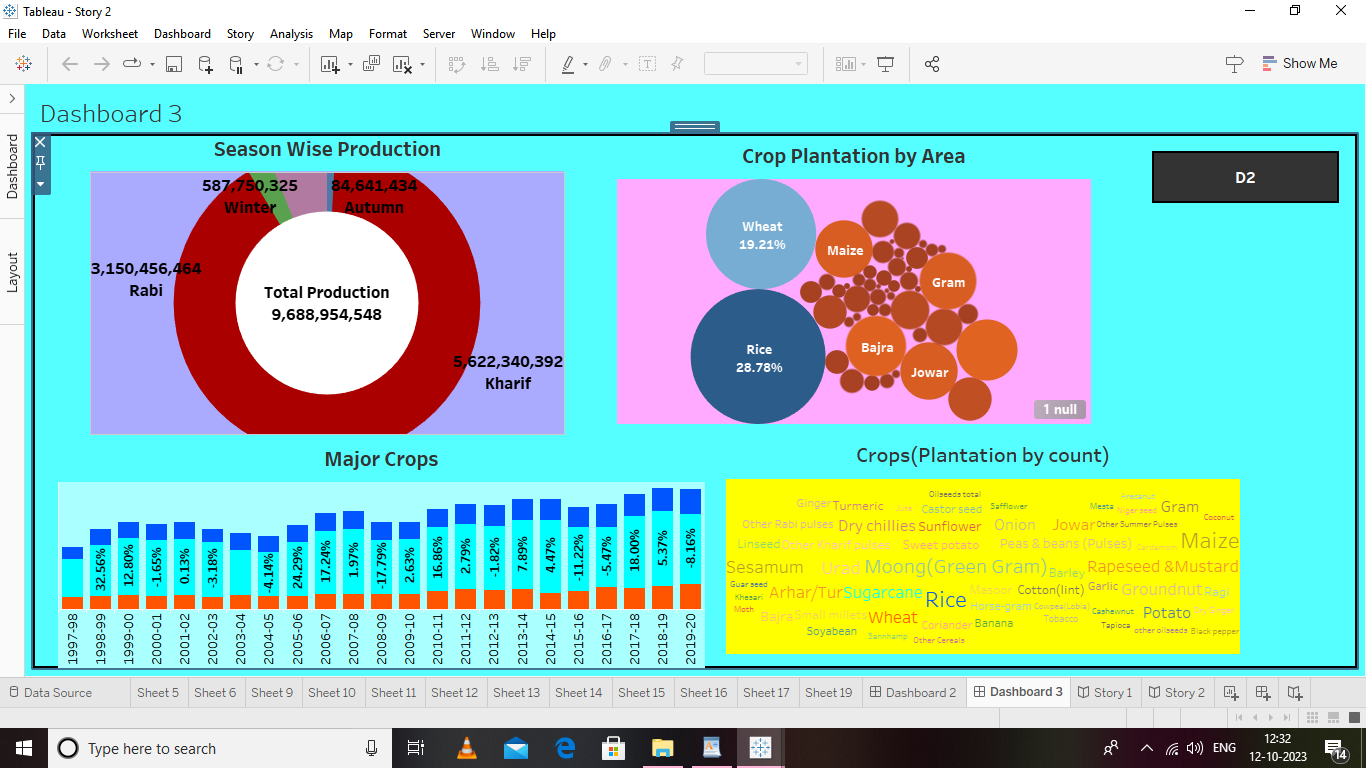 Tableau - Story 2
File Data Worksheet Dashboard Story Analysis Map Format Server Window Help
Show Me
Dashboard
Layout
Dashboard 3
Season Wise Production
587,750,325
Winter
84,641,434
Autumn
3,150,456,464
Rabi
Total Production
9,688,954,548
5,622,340,392
Kharif
Crop Plantation by Area
Wheat
19.21%
Maize
Gram
Rice
28.78%
Bajra
Jowar
1 null
D2
Major Crops
32.56% 12.80% -1.65% 0.13% -3.18% -4.14% 24.29% 17.24% 1.97% -17.79% 2.63% 16.86% 2.79% -1.82% 7.89% 4.47% -11.22% -5.47% 18.00% 5.37% -8.16%
1997-98 1998-99 1999-00 2000-01 2001-02 2002-03 2003-04 2004-05 2005-06 2006-07 2007-08 2008-09 2009-10 2010-11 2011-12 2012-13 2013-14 2014-15 2015-16 2016-17 2017-18 2018-19 2019-20
Crops(Plantation by count)
Oilseeds total Arecanut
Ginger Turmeric Castor seed Safflower Mesta Niger seed Gram
Other Rabi pulses Dry chillies Sunflower Onion Jowar Other Summer Pulses Coconut
Linseed Other Kharif pulses Sweet potato Peas & beans (Pulses) Cardamom Maize
Sesamum Urad Moong(Green Gram) Barley Rapeseed &Mustard
Guar seed Arhar/Tur Sugarcane Rice Masoor Cotton(lint) Garlic Groundnut Ragi
Khesari Horse-gram Cowpea(Lobia) Cashewnut Potato Dry Ginger
Moth Bajra Small millets Wheat Coriander Banana Tobacco Tapioca other oilseeds Black pepper
Soyabean Sannhamp Other Cereals
Data Source Sheet 5 Sheet 6 Sheet 9 Sheet 10 Sheet 11 Sheet 12 Sheet 13 Sheet 14 Sheet 15 Sheet 16 Sheet 17 Sheet 19 Dashboard 2 Dashboard 3 Story 1 Story 2
Type here to search
ENG
12:32
12-10-2023
14